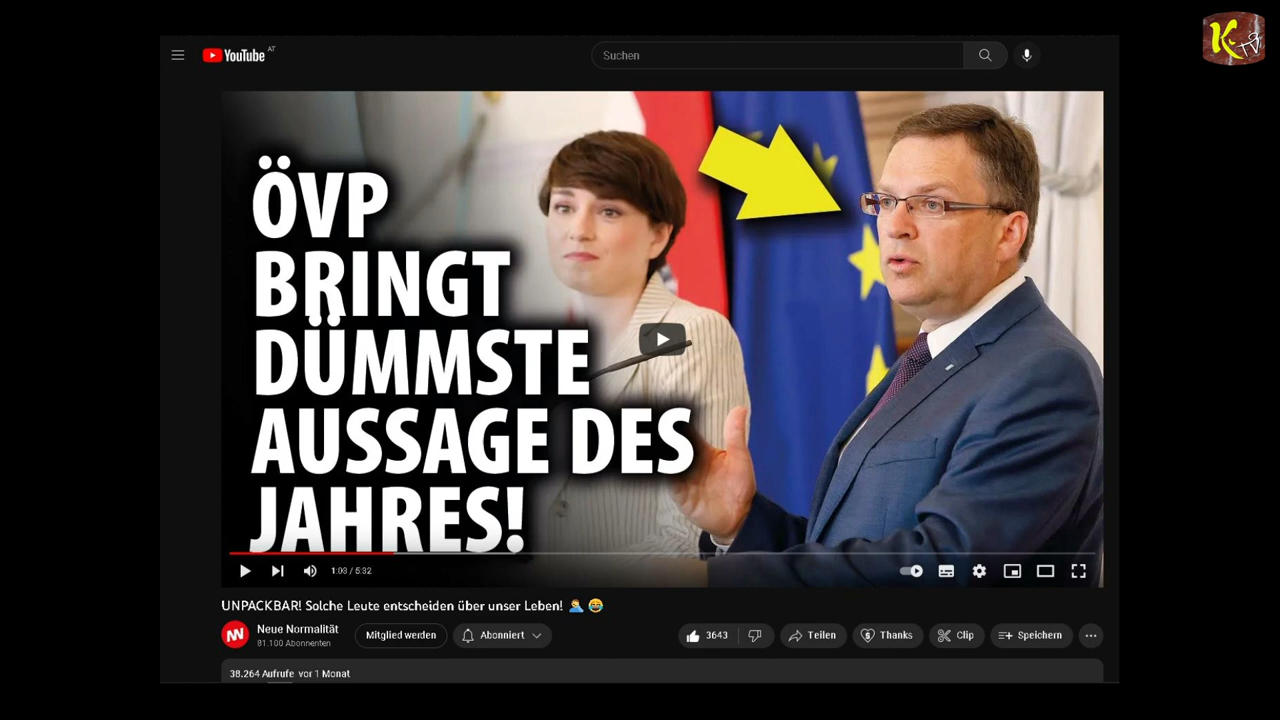 K
TV
YouTube AT
Suchen
ÖVP
BRINGT
DÜMMSTE
AUSSAGE DES
JAHRES!
1:03 / 5:32
UNPACKBAR! Solche Leute entscheiden über unser Leben! 🤦‍♂️ 😂
Neue Normalität
81.100 Abonnenten
Mitglied werden
Abonniert
3643
Teilen
Thanks
Clip
Speichern
38.264 Aufrufe vor 1 Monat